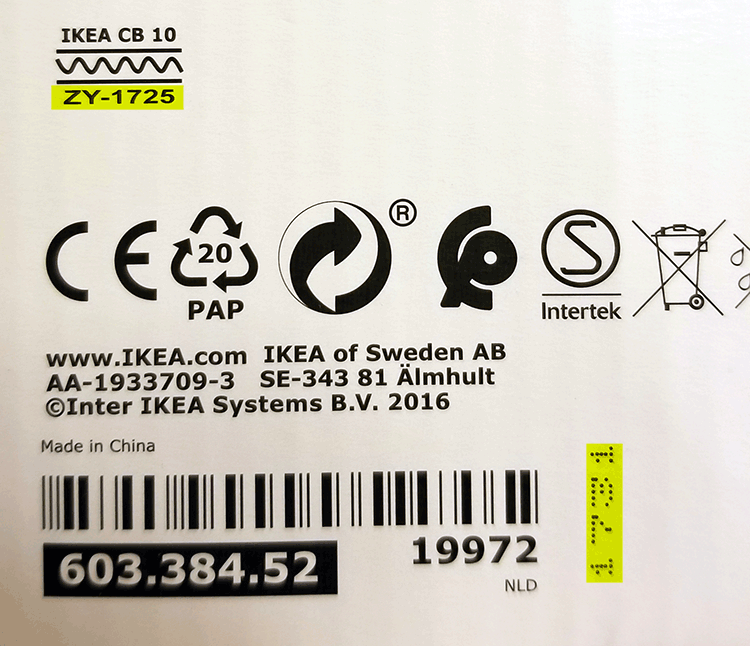 IKEA CB 10
ZY-1725
CE
20
PAP
®
S
Intertek
www.IKEA.com IKEA of Sweden AB
AA-1933709-3 SE-343 81 Älmhult
©Inter IKEA Systems B.V. 2016
Made in China
603.384.52
19972
NLD
1731